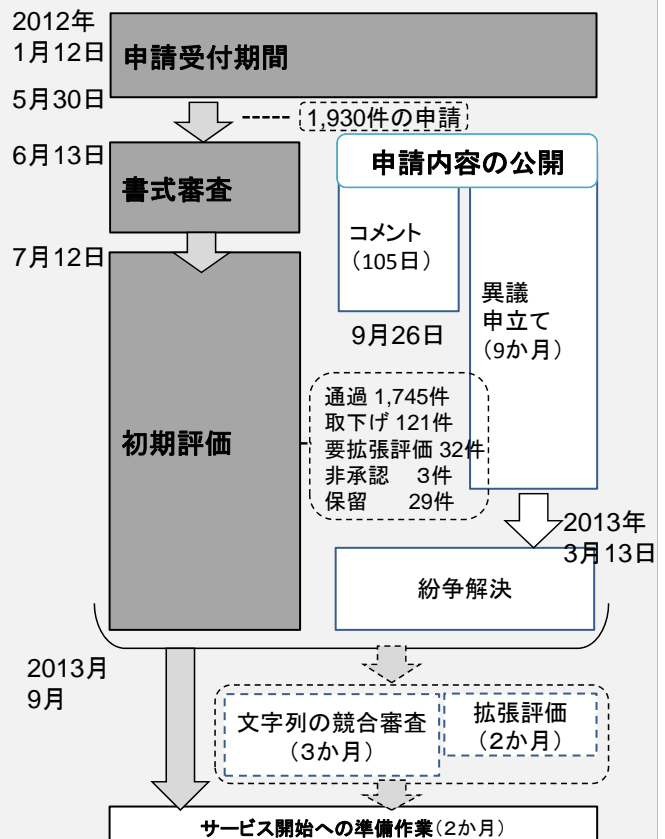 2012年
1月12日
申請受付期間
5月30日
1,930件の申請
6月13日
申請内容の公開
書式審査
コメント
（105日）
7月12日
異議
申立て
（9か月）
9月26日
通過 1,745件
取下げ 121件
要拡張評価 32件
非承認 3件
保留 29件
初期評価
2013年
3月13日
紛争解決
2013月
9月
文字列の競合審査
（3か月）
拡張評価
（2か月）
サービス開始への準備作業（2か月）